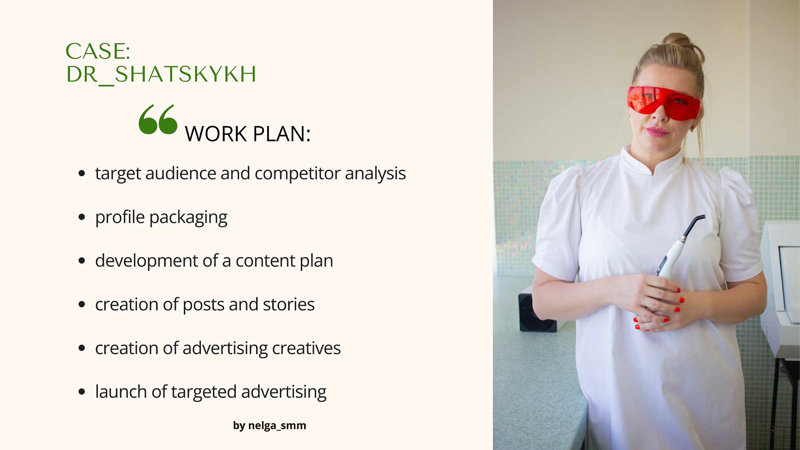 CASE:
DR_SHATSKYKH
WORK PLAN:
target audience and competitor analysis
profile packaging
development of a content plan
creation of posts and stories
creation of advertising creatives
launch of targeted advertising
by nelga_smm